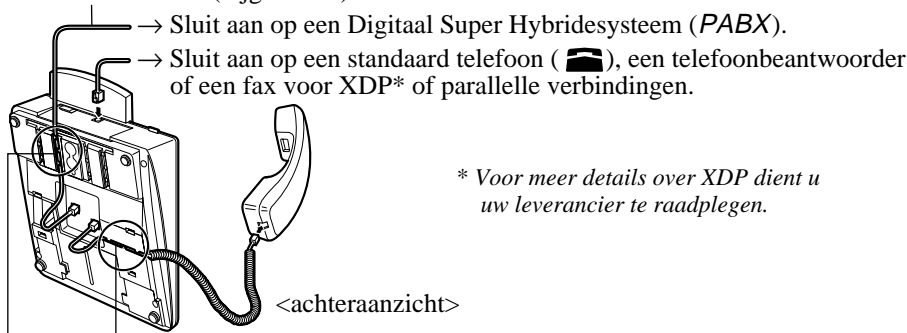 → Sluit aan op een Digitaal Super Hybridesysteem (PABX).
→ Sluit aan op een standaard telefoon ( ), een telefoonbeantwoorder
of een fax voor XDP* of parallelle verbindingen.
* Voor meer details over XDP dient u
uw leverancier te raadplegen.
<achteraanzicht>